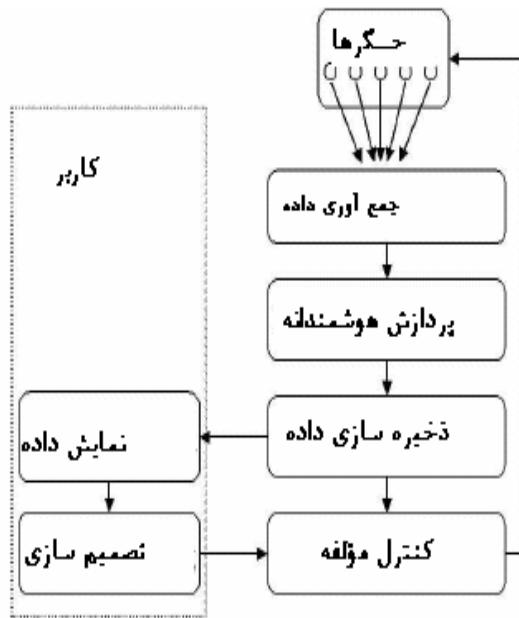 حسگرها
کاربر
جمع آوری داده
پردازش هوشمندانه
ذخیره سازی داده
نمایش داده
تصمیم سازی
کنترل مؤلفه